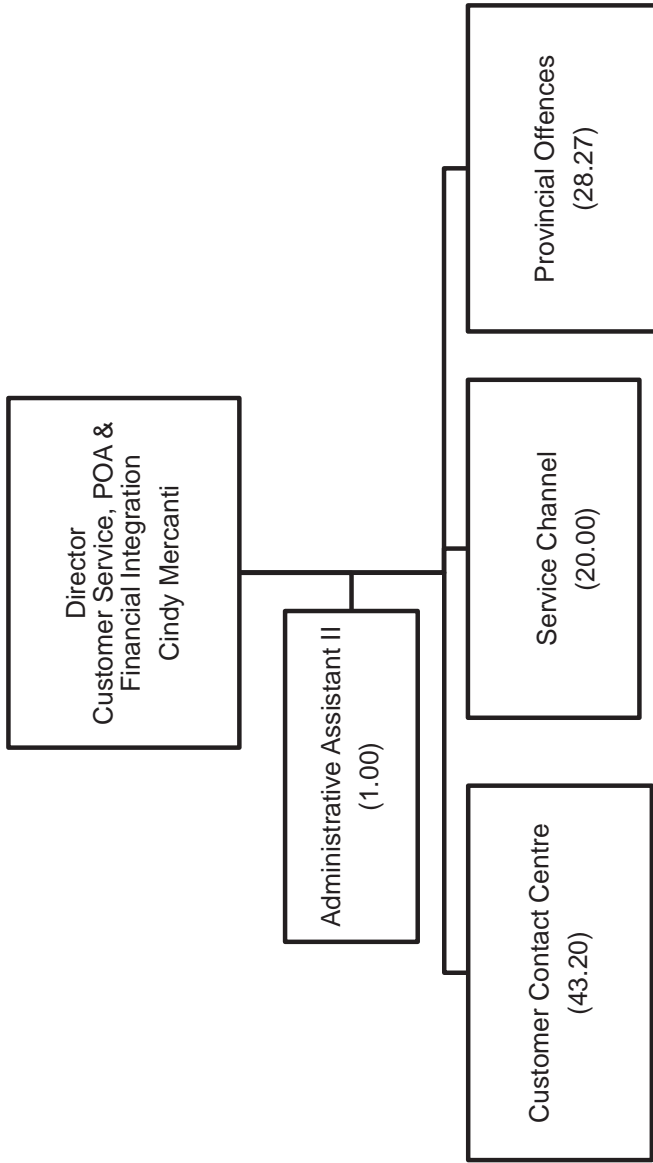 Director
Customer Service, POA &
Financial Integration
Cindy Mercanti
Administrative Assistant II
(1.00)
Customer Contact Centre
(43.20)
Service Channel
(20.00)
Provincial Offences
(28.27)